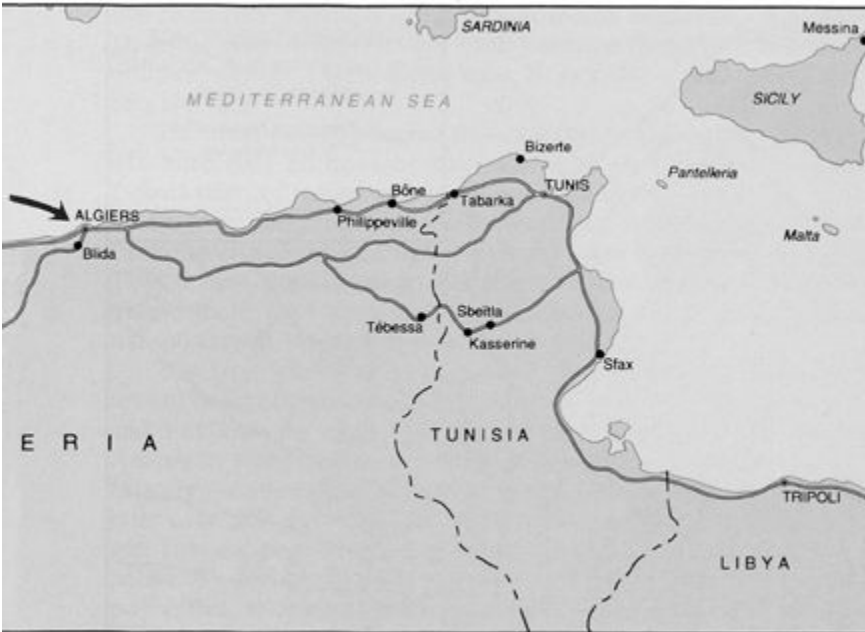 SARDINIA
Messina
MEDITERRANEAN SEA
SICILY
Bizerte
Pantelleria
Bône
TUNIS
Tabarka
ALGIERS
Philippeville
Malta
Blida
Sbeitla
Tébessa
Kasserine
Sfax
ERIA
TUNISIA
TRIPOLI
LIBYA